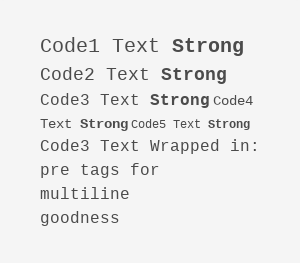 Code1 Text Strong
Code2 Text Strong
Code3 Text Strong Code4
Text Strong Code5 Text Strong
Code3 Text Wrapped in:
pre tags for
multiline
goodness